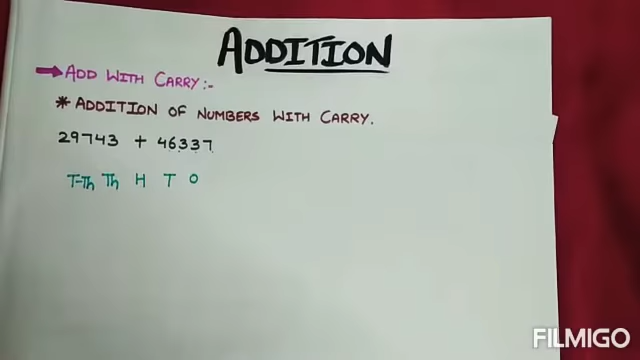 ADDITION
→ ADD WITH CARRY:-
* ADDITION OF NUMBERS WITH CARRY.
29743 + 46337
T-Th Th H T O
FILMIGO